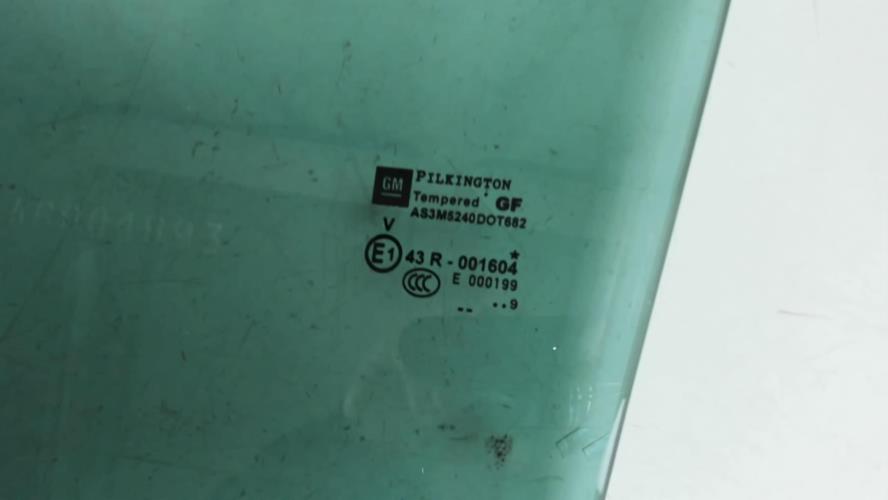 GM PILKINGTON
Tempered GF
AS3M5240DOT682
V
E1 43 R - 001604
CCC E 000199
-- ··9